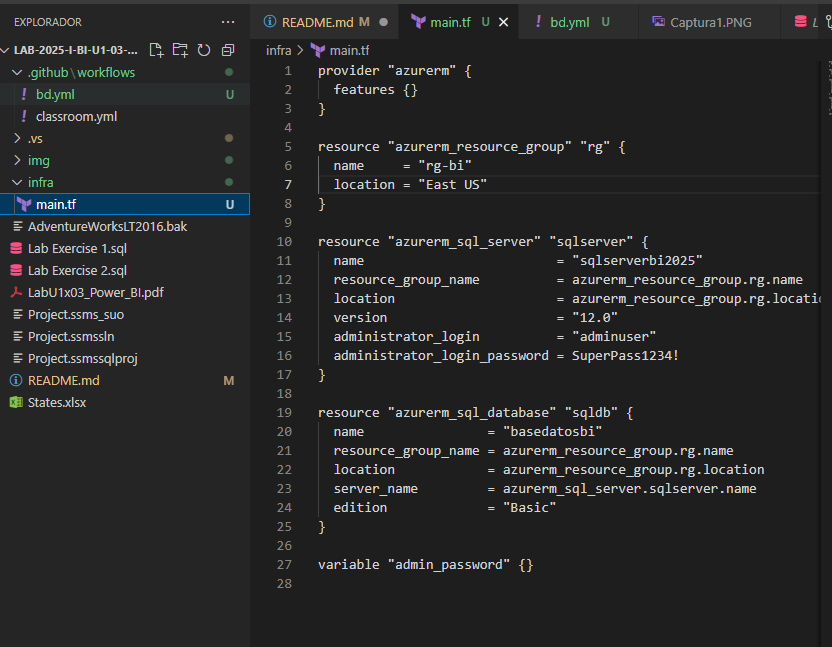 EXPLORADOR
LAB-2025-I-BI-U1-03-...
.github\workflows
bd.yml U
classroom.yml
.vs
img
infra
main.tf U
AdventureWorksLT2016.bak
Lab Exercise 1.sql
Lab Exercise 2.sql
LabU1x03_Power_BI.pdf
Project.ssms_suo
Project.ssmssln
Project.ssmssqlproj
README.md M
States.xlsx
README.md M main.tf U bd.yml U Captura1.PNG L
infra > main.tf
1 provider "azurerm" {
2 features {}
3 }
4
5 resource "azurerm_resource_group" "rg" {
6 name = "rg-bi"
7 location = "East US"
8 }
9
10 resource "azurerm_sql_server" "sqlserver" {
11 name = "sqlserverbi2025"
12 resource_group_name = azurerm_resource_group.rg.name
13 location = azurerm_resource_group.rg.locatio
14 version = "12.0"
15 administrator_login = "adminuser"
16 administrator_login_password = SuperPass1234!
17 }
18
19 resource "azurerm_sql_database" "sqldb" {
20 name = "basedatosbi"
21 resource_group_name = azurerm_resource_group.rg.name
22 location = azurerm_resource_group.rg.location
23 server_name = azurerm_sql_server.sqlserver.name
24 edition = "Basic"
25 }
26
27 variable "admin_password" {}
28